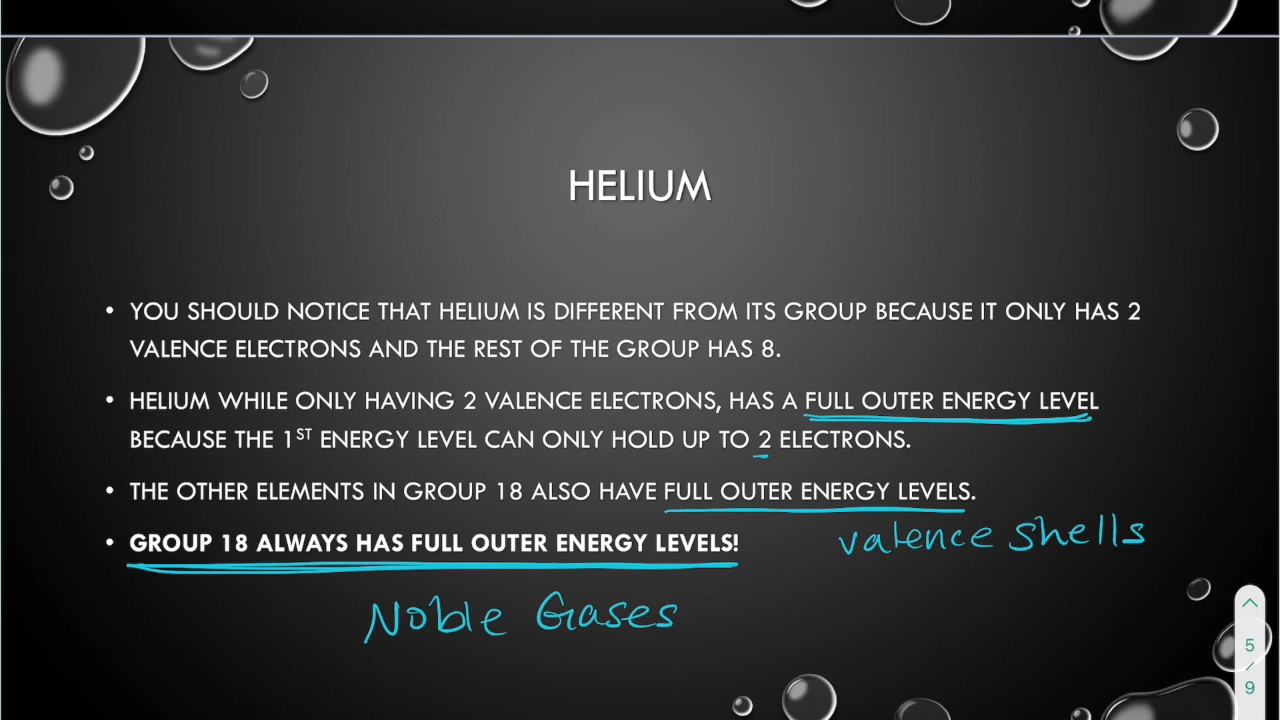 HELIUM
• YOU SHOULD NOTICE THAT HELIUM IS DIFFERENT FROM ITS GROUP BECAUSE IT ONLY HAS 2
VALENCE ELECTRONS AND THE REST OF THE GROUP HAS 8.
• HELIUM WHILE ONLY HAVING 2 VALENCE ELECTRONS, HAS A FULL OUTER ENERGY LEVEL
BECAUSE THE 1ST ENERGY LEVEL CAN ONLY HOLD UP TO 2 ELECTRONS.
• THE OTHER ELEMENTS IN GROUP 18 ALSO HAVE FULL OUTER ENERGY LEVELS.
• GROUP 18 ALWAYS HAS FULL OUTER ENERGY LEVELS!
valence shells
Noble Gases
5
/
9